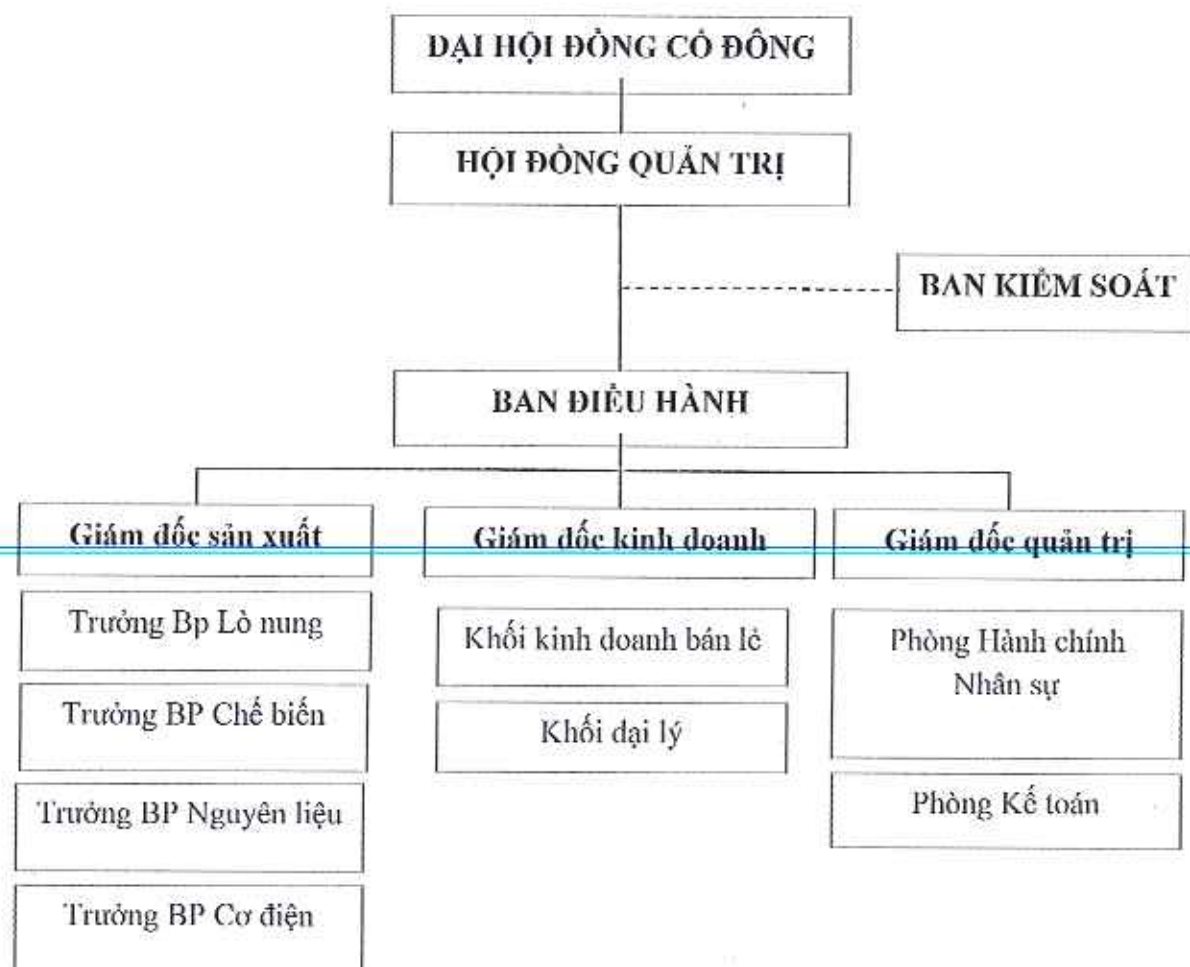 ĐẠI HỘI ĐỒNG CỔ ĐÔNG
HỘI ĐỒNG QUẢN TRỊ
BAN KIỂM SOÁT
BAN ĐIỀU HÀNH
Giám đốc sản xuất
Giám đốc kinh doanh
Giám đốc quản trị
Trưởng Bp Lò nung
Trưởng BP Chế biến
Trưởng BP Nguyên liệu
Trưởng BP Cơ điện
Khối kinh doanh bán lẻ
Khối đại lý
Phòng Hành chính
Nhân sự
Phòng Kế toán